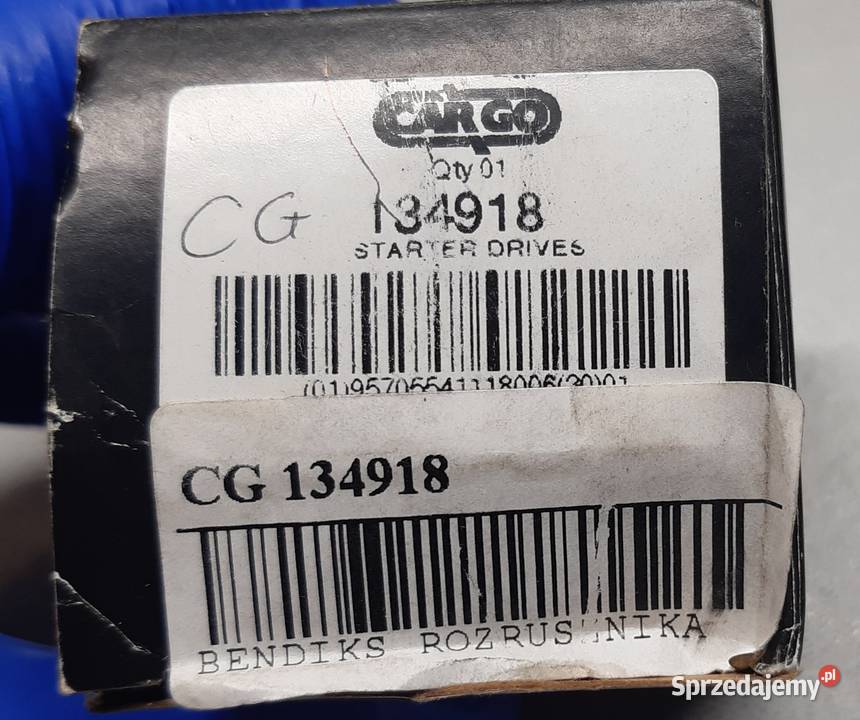 CARGO
Qty 01
CG 134918
STARTER DRIVES
CG 134918
BENDIKS ROZRUSZNIKA
Sprzedajemy.pl